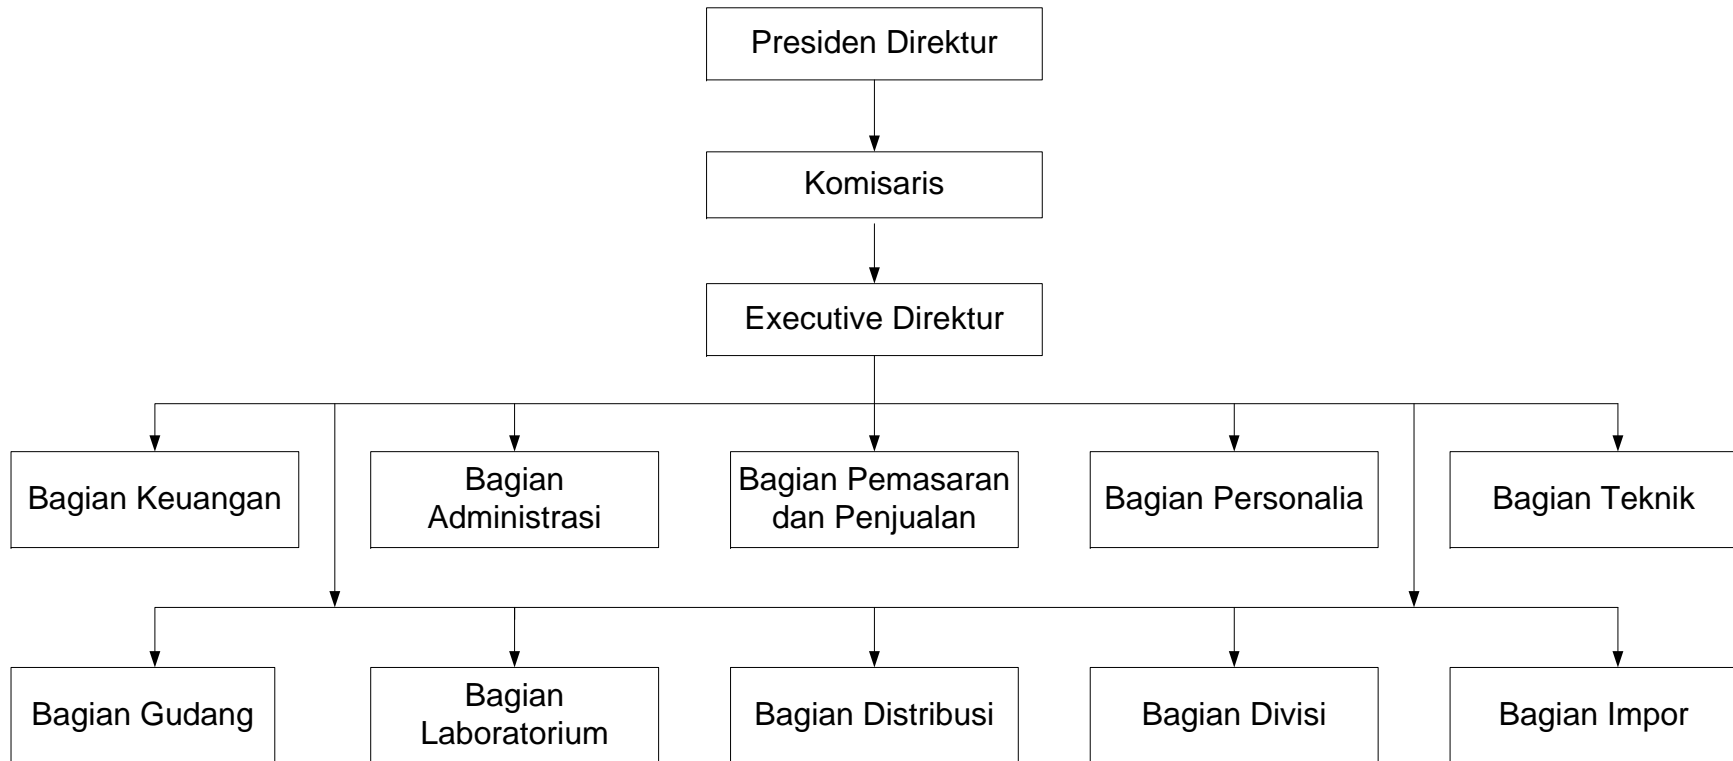 Presiden Direktur
Komisaris
Executive Direktur
Bagian Keuangan
Bagian
Administrasi
Bagian Pemasaran
dan Penjualan
Bagian Personalia
Bagian Teknik
Bagian Gudang
Bagian
Laboratorium
Bagian Distribusi
Bagian Divisi
Bagian Impor